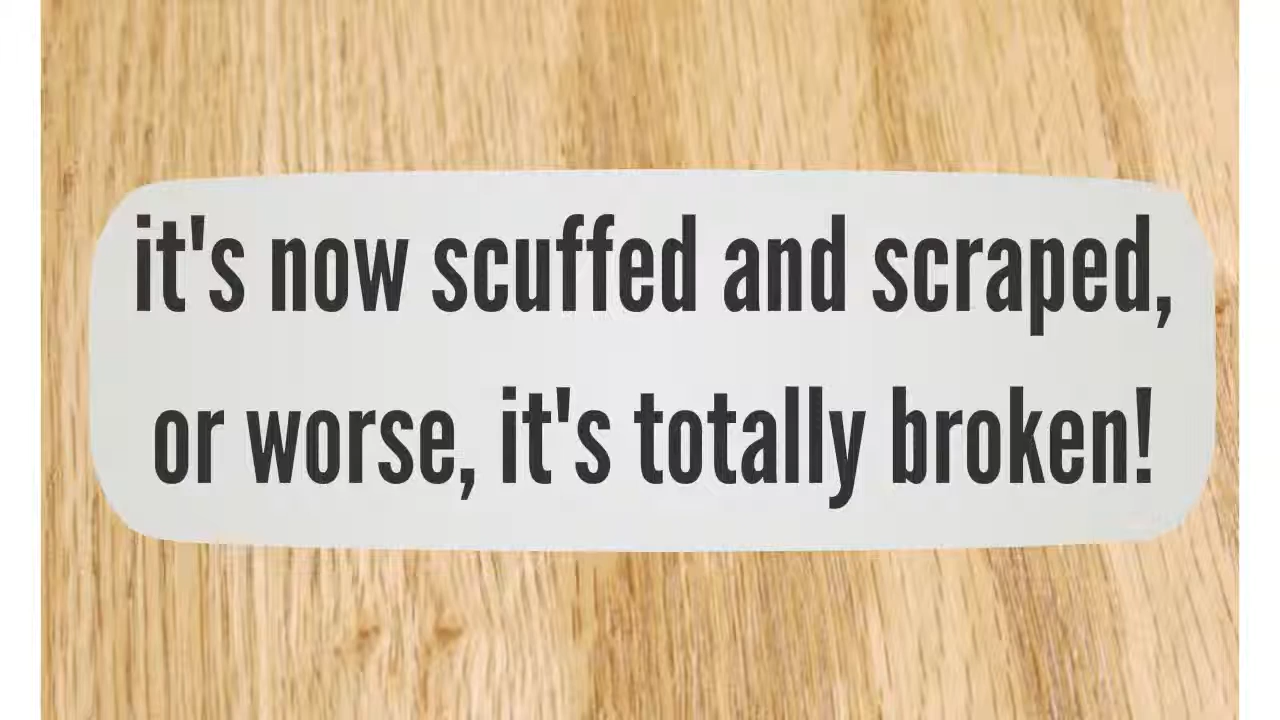 it's now scuffed and scraped,
or worse, it's totally broken!